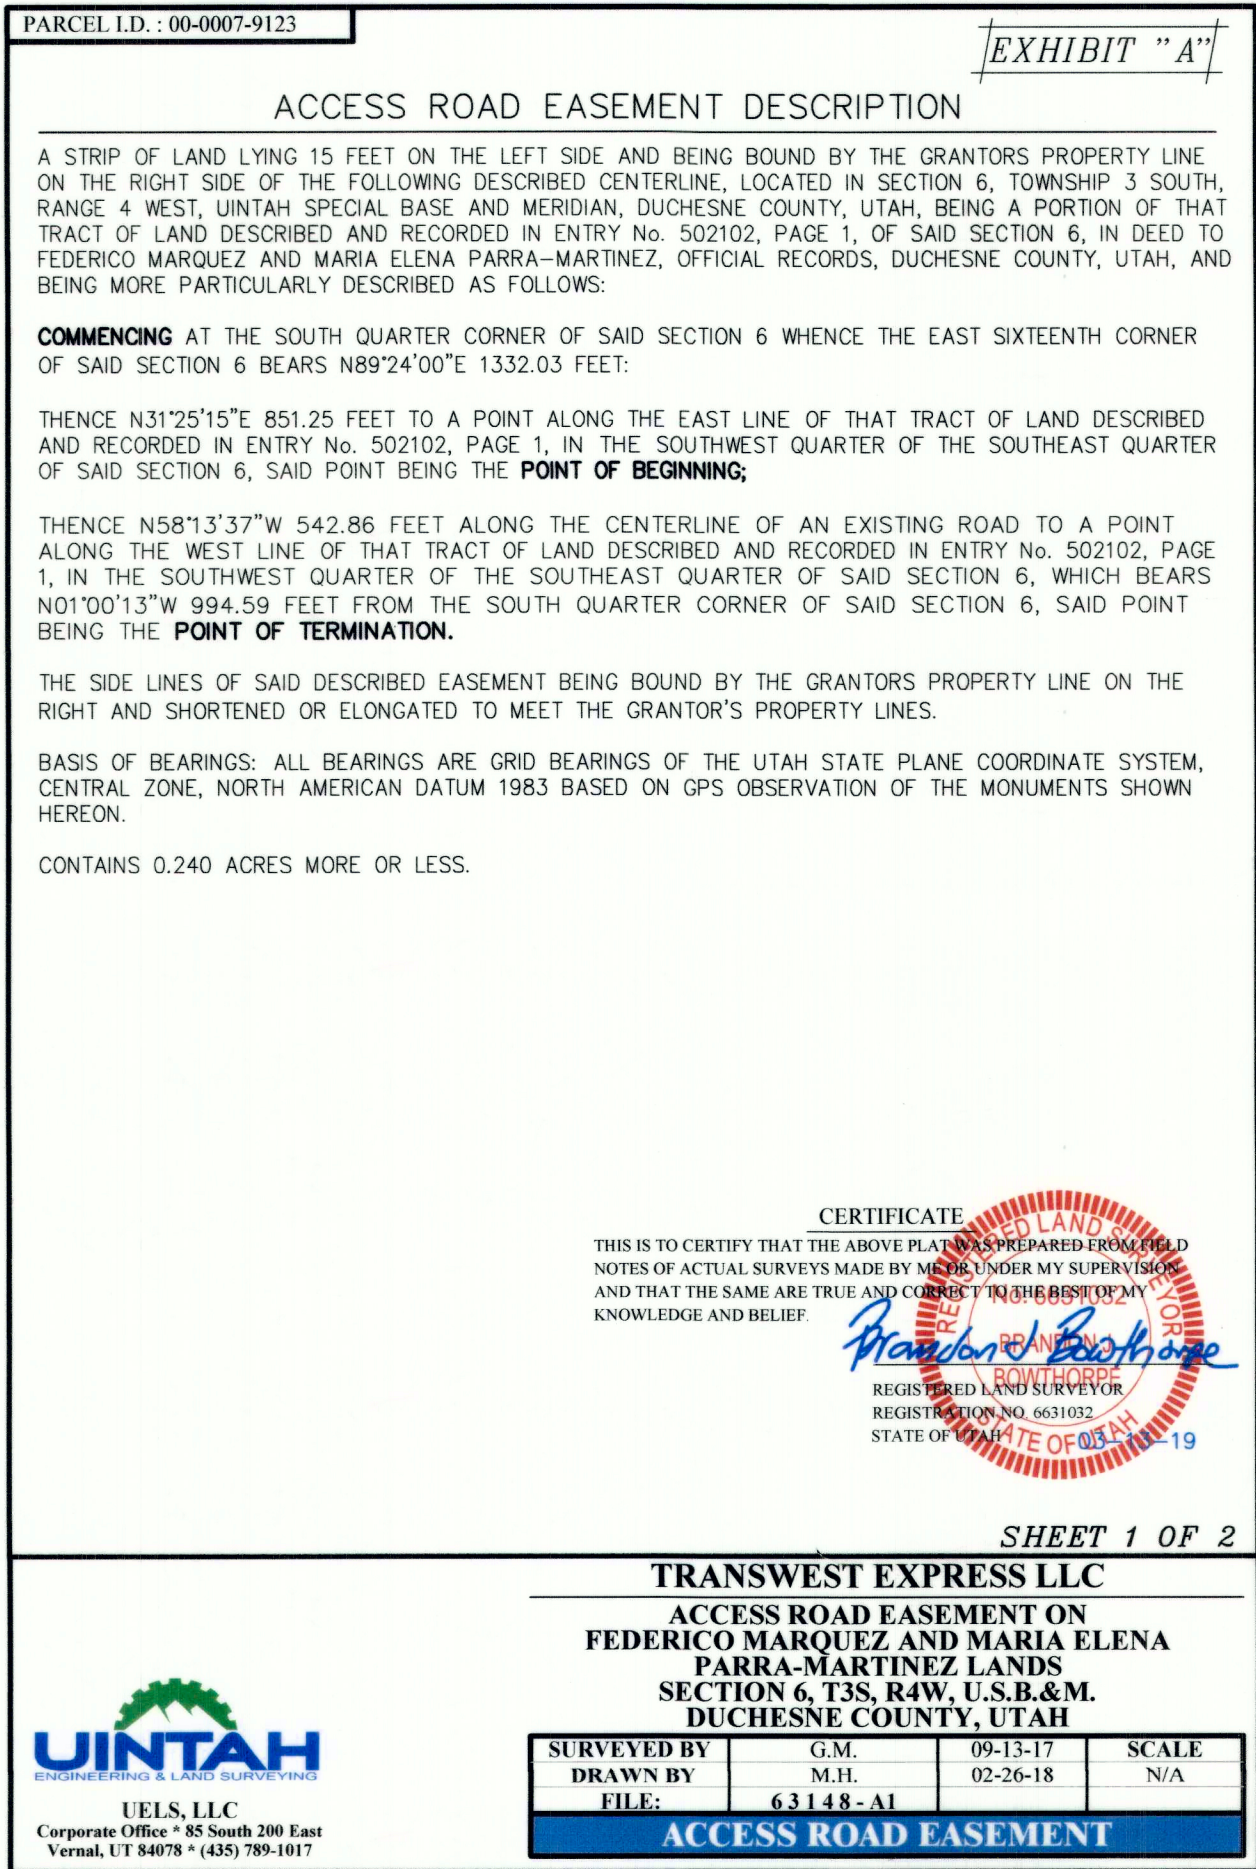 PARCEL I.D. : 00-0007-9123
EXHIBIT "A"
ACCESS ROAD EASEMENT DESCRIPTION
A STRIP OF LAND LYING 15 FEET ON THE LEFT SIDE AND BEING BOUND BY THE GRANTORS PROPERTY LINE
ON THE RIGHT SIDE OF THE FOLLOWING DESCRIBED CENTERLINE, LOCATED IN SECTION 6, TOWNSHIP 3 SOUTH,
RANGE 4 WEST, UINTAH SPECIAL BASE AND MERIDIAN, DUCHESNE COUNTY, UTAH, BEING A PORTION OF THAT
TRACT OF LAND DESCRIBED AND RECORDED IN ENTRY No. 502102, PAGE 1, OF SAID SECTION 6, IN DEED TO
FEDERICO MARQUEZ AND MARIA ELENA PARRA-MARTINEZ, OFFICIAL RECORDS, DUCHESNE COUNTY, UTAH, AND
BEING MORE PARTICULARLY DESCRIBED AS FOLLOWS:
COMMENCING AT THE SOUTH QUARTER CORNER OF SAID SECTION 6 WHENCE THE EAST SIXTEENTH CORNER
OF SAID SECTION 6 BEARS N89°24'00"E 1332.03 FEET:
THENCE N31°25'15"E 851.25 FEET TO A POINT ALONG THE EAST LINE OF THAT TRACT OF LAND DESCRIBED
AND RECORDED IN ENTRY No. 502102, PAGE 1, IN THE SOUTHWEST QUARTER OF THE SOUTHEAST QUARTER
OF SAID SECTION 6, SAID POINT BEING THE POINT OF BEGINNING;
THENCE N58°13'37"W 542.86 FEET ALONG THE CENTERLINE OF AN EXISTING ROAD TO A POINT
ALONG THE WEST LINE OF THAT TRACT OF LAND DESCRIBED AND RECORDED IN ENTRY No. 502102, PAGE
1, IN THE SOUTHWEST QUARTER OF THE SOUTHEAST QUARTER OF SAID SECTION 6, WHICH BEARS
N01°00'13"W 994.59 FEET FROM THE SOUTH QUARTER CORNER OF SAID SECTION 6, SAID POINT
BEING THE POINT OF TERMINATION.
THE SIDE LINES OF SAID DESCRIBED EASEMENT BEING BOUND BY THE GRANTORS PROPERTY LINE ON THE
RIGHT AND SHORTENED OR ELONGATED TO MEET THE GRANTOR'S PROPERTY LINES.
BASIS OF BEARINGS: ALL BEARINGS ARE GRID BEARINGS OF THE UTAH STATE PLANE COORDINATE SYSTEM,
CENTRAL ZONE, NORTH AMERICAN DATUM 1983 BASED ON GPS OBSERVATION OF THE MONUMENTS SHOWN
HEREON.
CONTAINS 0.240 ACRES MORE OR LESS.
CERTIFICATE
THIS IS TO CERTIFY THAT THE ABOVE PLAT WAS PREPARED FROM FIELD
NOTES OF ACTUAL SURVEYS MADE BY ME OR UNDER MY SUPERVISION
AND THAT THE SAME ARE TRUE AND CORRECT TO THE BEST OF MY
KNOWLEDGE AND BELIEF.
Brandon J Bowthorpe
REGISTERED LAND SURVEYOR
REGISTRATION NO. 6631032
STATE OF UTAH
REGISTERED LAND SURVEYOR
No. 6631032
BRANDON J.
BOWTHORPE
STATE OF UTAH
03-13-19
SHEET 1 OF 2
TRANSWEST EXPRESS LLC
ACCESS ROAD EASEMENT ON
FEDERICO MARQUEZ AND MARIA ELENA
PARRA-MARTINEZ LANDS
SECTION 6, T3S, R4W, U.S.B.&M.
DUCHESNE COUNTY, UTAH
UINTAH
ENGINEERING & LAND SURVEYING
UELS, LLC
Corporate Office * 85 South 200 East
Vernal, UT 84078 * (435) 789-1017
SURVEYED BY G.M. 09-13-17 SCALE
DRAWN BY M.H. 02-26-18 N/A
FILE: 63148-A1
ACCESS ROAD EASEMENT